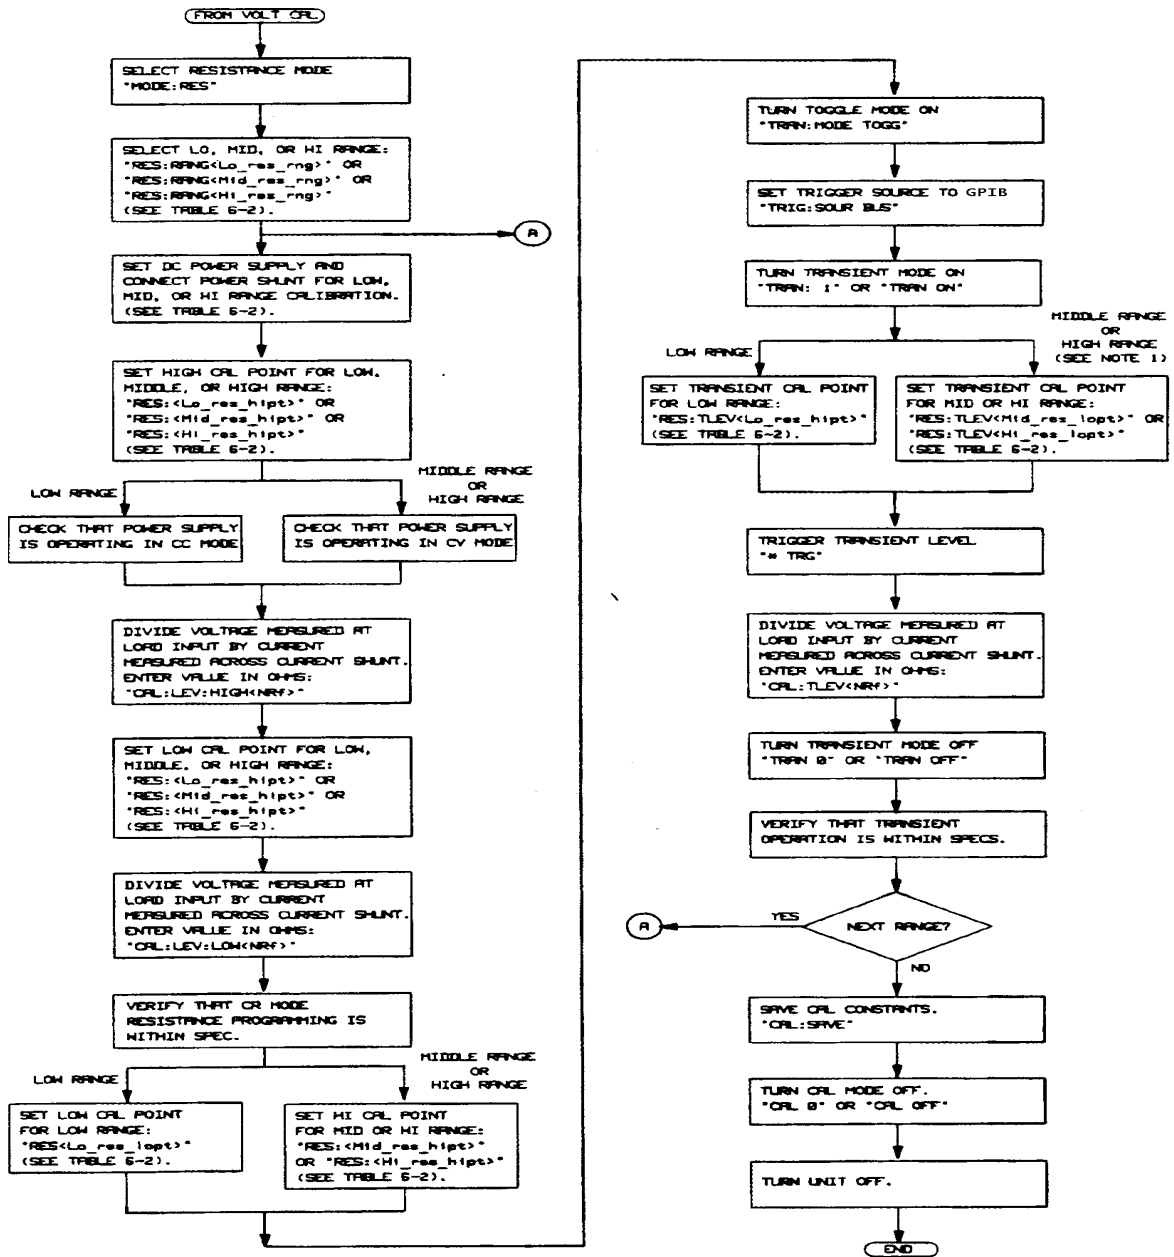 FROM VOLT CAL
SELECT RESISTANCE MODE
"MODE:RES"
SELECT LO, MID, OR HI RANGE:
"RES:RANG<Lo_res_rng>" OR
"RES:RANG<Mid_res_rng>" OR
"RES:RANG<Hi_res_rng>"
(SEE TABLE 6-2).
A
SET DC POWER SUPPLY AND
CONNECT POWER SHUNT FOR LOW,
MID, OR HI RANGE CALIBRATION.
(SEE TABLE 6-2).
SET HIGH CAL POINT FOR LOW,
MIDDLE, OR HIGH RANGE:
"RES:<Lo_res_hipt>" OR
"RES:<Mid_res_hipt>" OR
"RES:<Hi_res_hipt>"
(SEE TABLE 6-2).
LOW RANGE
MIDDLE RANGE
OR
HIGH RANGE
CHECK THAT POWER SUPPLY
IS OPERATING IN CC MODE
CHECK THAT POWER SUPPLY
IS OPERATING IN CV MODE
DIVIDE VOLTAGE MEASURED AT
LOAD INPUT BY CURRENT
MEASURED ACROSS CURRENT SHUNT.
ENTER VALUE IN OHMS:
"CAL:LEV:HIGH<NRf>"
SET LOW CAL POINT FOR LOW,
MIDDLE, OR HIGH RANGE:
"RES:<Lo_res_hipt>" OR
"RES:<Mid_res_hipt>" OR
"RES:<Hi_res_hipt>"
(SEE TABLE 6-2).
DIVIDE VOLTAGE MEASURED AT
LOAD INPUT BY CURRENT
MEASURED ACROSS CURRENT SHUNT.
ENTER VALUE IN OHMS:
"CAL:LEV:LOW<NRf>"
VERIFY THAT CR MODE
RESISTANCE PROGRAMMING IS
WITHIN SPEC.
LOW RANGE
MIDDLE RANGE
OR
HIGH RANGE
SET LOW CAL POINT
FOR LOW RANGE:
"RES<Lo_res_lopt>"
(SEE TABLE 6-2).
SET HI CAL POINT
FOR MID OR HI RANGE:
"RES:<Mid_res_hipt>"
OR "RES:<Hi_res_hipt>"
(SEE TABLE 6-2).
TURN TOGGLE MODE ON
"TRAN:MODE TOGG"
SET TRIGGER SOURCE TO GPIB
"TRIG:SOUR BUS"
TURN TRANSIENT MODE ON
"TRAN: 1" OR "TRAN ON"
LOW RANGE
MIDDLE RANGE
OR
HIGH RANGE
(SEE NOTE 1)
SET TRANSIENT CAL POINT
FOR LOW RANGE:
"RES:TLEV<Lo_res_hipt>"
(SEE TABLE 6-2).
SET TRANSIENT CAL POINT
FOR MID OR HI RANGE:
"RES:TLEV<Mid_res_lopt>" OR
"RES:TLEV<Hi_res_lopt>"
(SEE TABLE 6-2).
TRIGGER TRANSIENT LEVEL
"* TRG"
DIVIDE VOLTAGE MEASURED AT
LOAD INPUT BY CURRENT
MEASURED ACROSS CURRENT SHUNT.
ENTER VALUE IN OHMS:
"CAL:TLEV<NRf>"
TURN TRANSIENT MODE OFF
"TRAN 0" OR "TRAN OFF"
VERIFY THAT TRANSIENT
OPERATION IS WITHIN SPECS.
A
YES
NEXT RANGE?
NO
SAVE CAL CONSTANTS.
"CAL:SAVE"
TURN CAL MODE OFF.
"CAL 0" OR "CAL OFF"
TURN UNIT OFF.
END